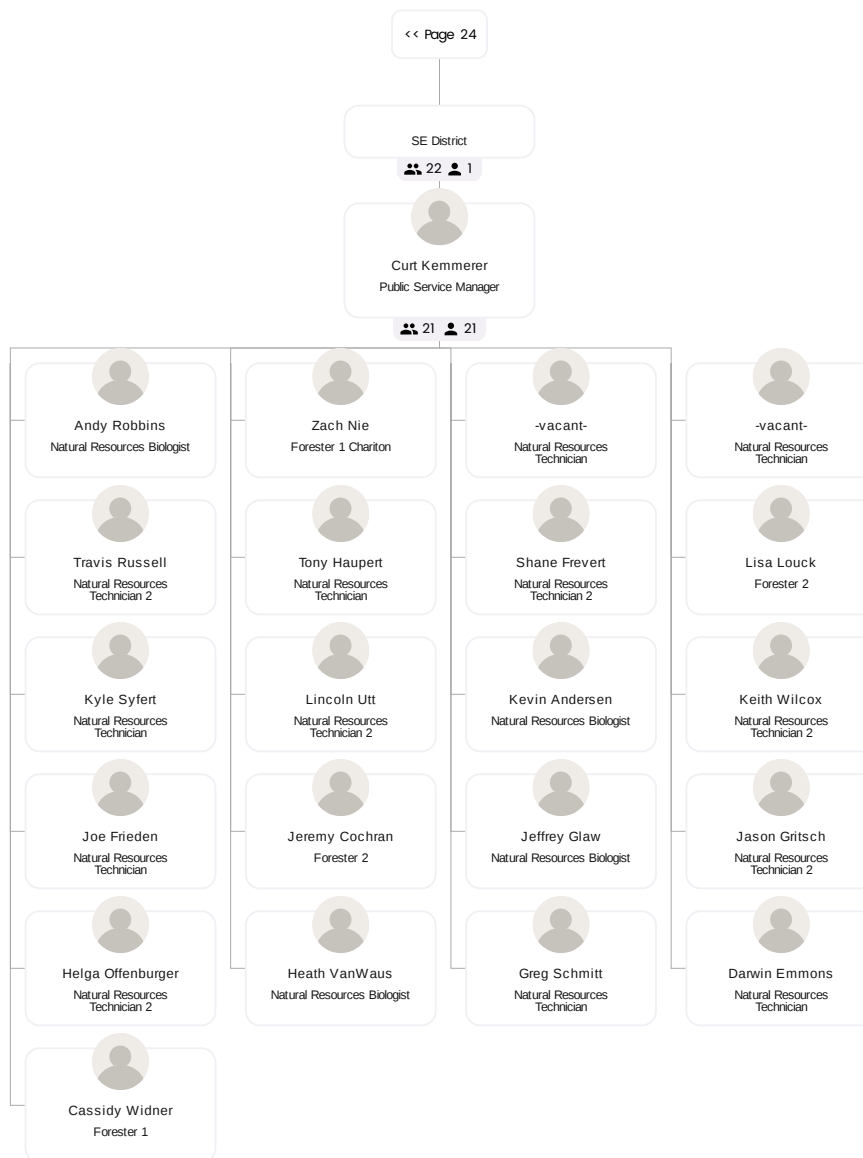 << Page 24
SE District
22 1
Curt Kemmerer
Public Service Manager
21 21
Andy Robbins
Natural Resources Biologist
Zach Nie
Forester 1 Chariton
-vacant-
Natural Resources
Technician
-vacant-
Natural Resources
Technician
Travis Russell
Natural Resources
Technician 2
Tony Haupert
Natural Resources
Technician
Shane Frevert
Natural Resources
Technician 2
Lisa Louck
Forester 2
Kyle Syfert
Natural Resources
Technician
Lincoln Utt
Natural Resources
Technician 2
Kevin Andersen
Natural Resources Biologist
Keith Wilcox
Natural Resources
Technician 2
Joe Frieden
Natural Resources
Technician
Jeremy Cochran
Forester 2
Jeffrey Glaw
Natural Resources Biologist
Jason Gritsch
Natural Resources
Technician 2
Helga Offenburger
Natural Resources
Technician 2
Heath VanWaus
Natural Resources Biologist
Greg Schmitt
Natural Resources
Technician
Darwin Emmons
Natural Resources
Technician
Cassidy Widner
Forester 1